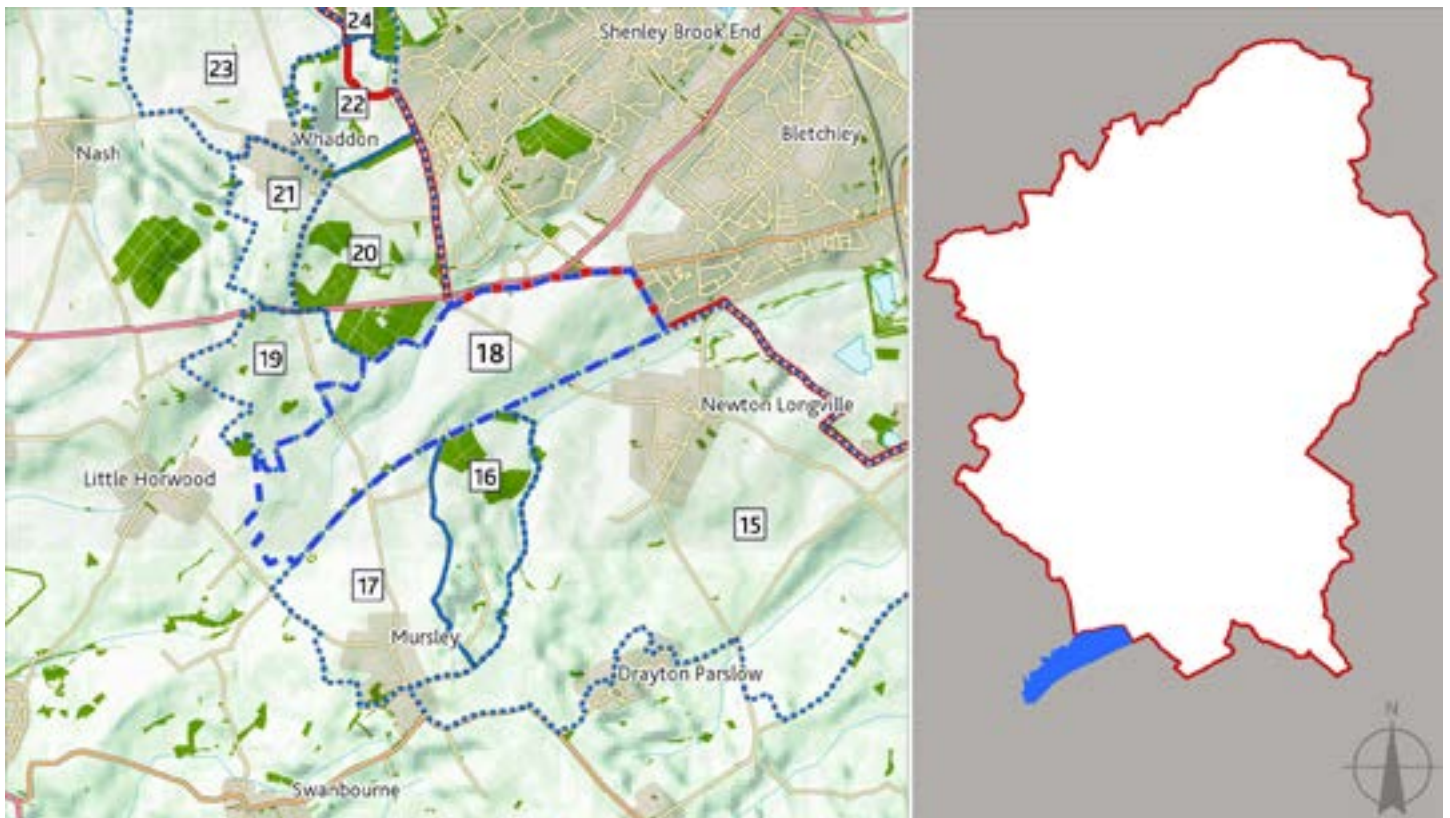 24
Shenley Brook End
23
22
Whaddon
Bletchley
Nash
21
20
19
18
Newton Longville
Little Horwood
16
15
17
Mursley
Drayton Parslow
Swanbourne
N